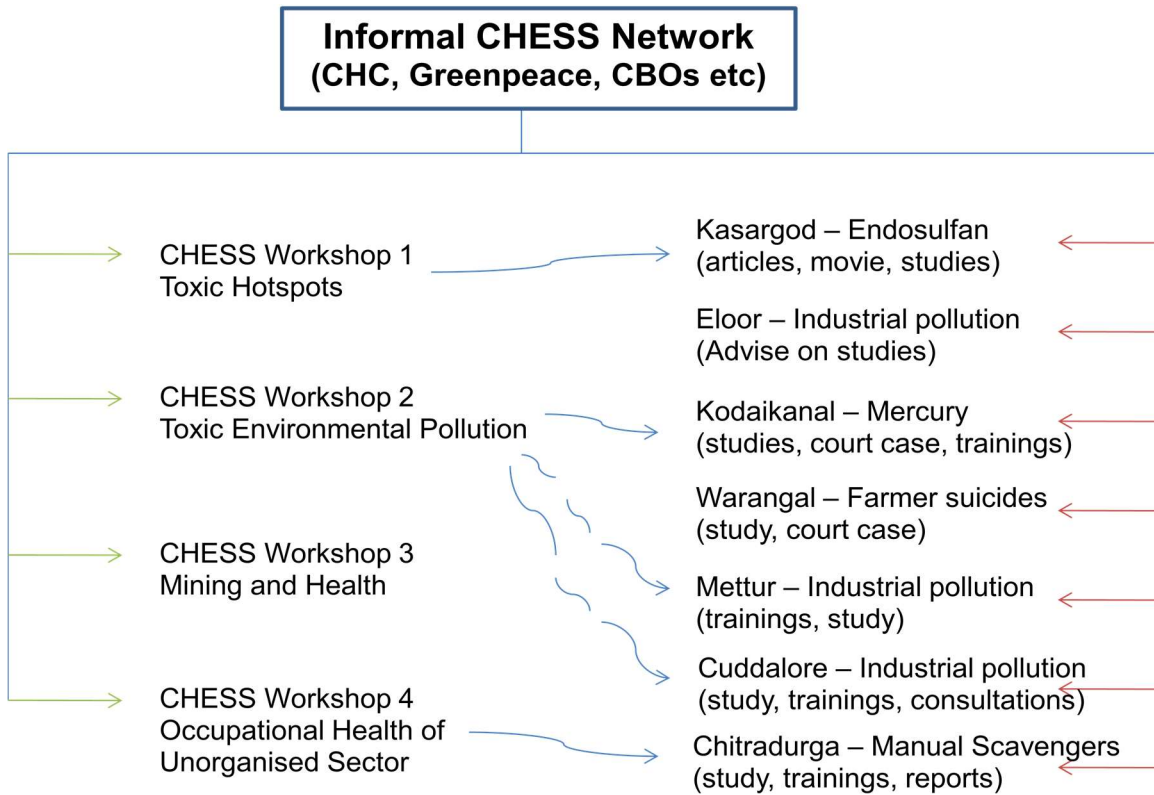 Informal CHESS Network
(CHC, Greenpeace, CBOs etc)
CHESS Workshop 1
Toxic Hotspots
CHESS Workshop 2
Toxic Environmental Pollution
CHESS Workshop 3
Mining and Health
CHESS Workshop 4
Occupational Health of
Unorganised Sector
Kasargod – Endosulfan
(articles, movie, studies)
Eloor – Industrial pollution
(Advise on studies)
Kodaikanal – Mercury
(studies, court case, trainings)
Warangal – Farmer suicides
(study, court case)
Mettur – Industrial pollution
(trainings, study)
Cuddalore – Industrial pollution
(study, trainings, consultations)
Chitradurga – Manual Scavengers
(study, trainings, reports)